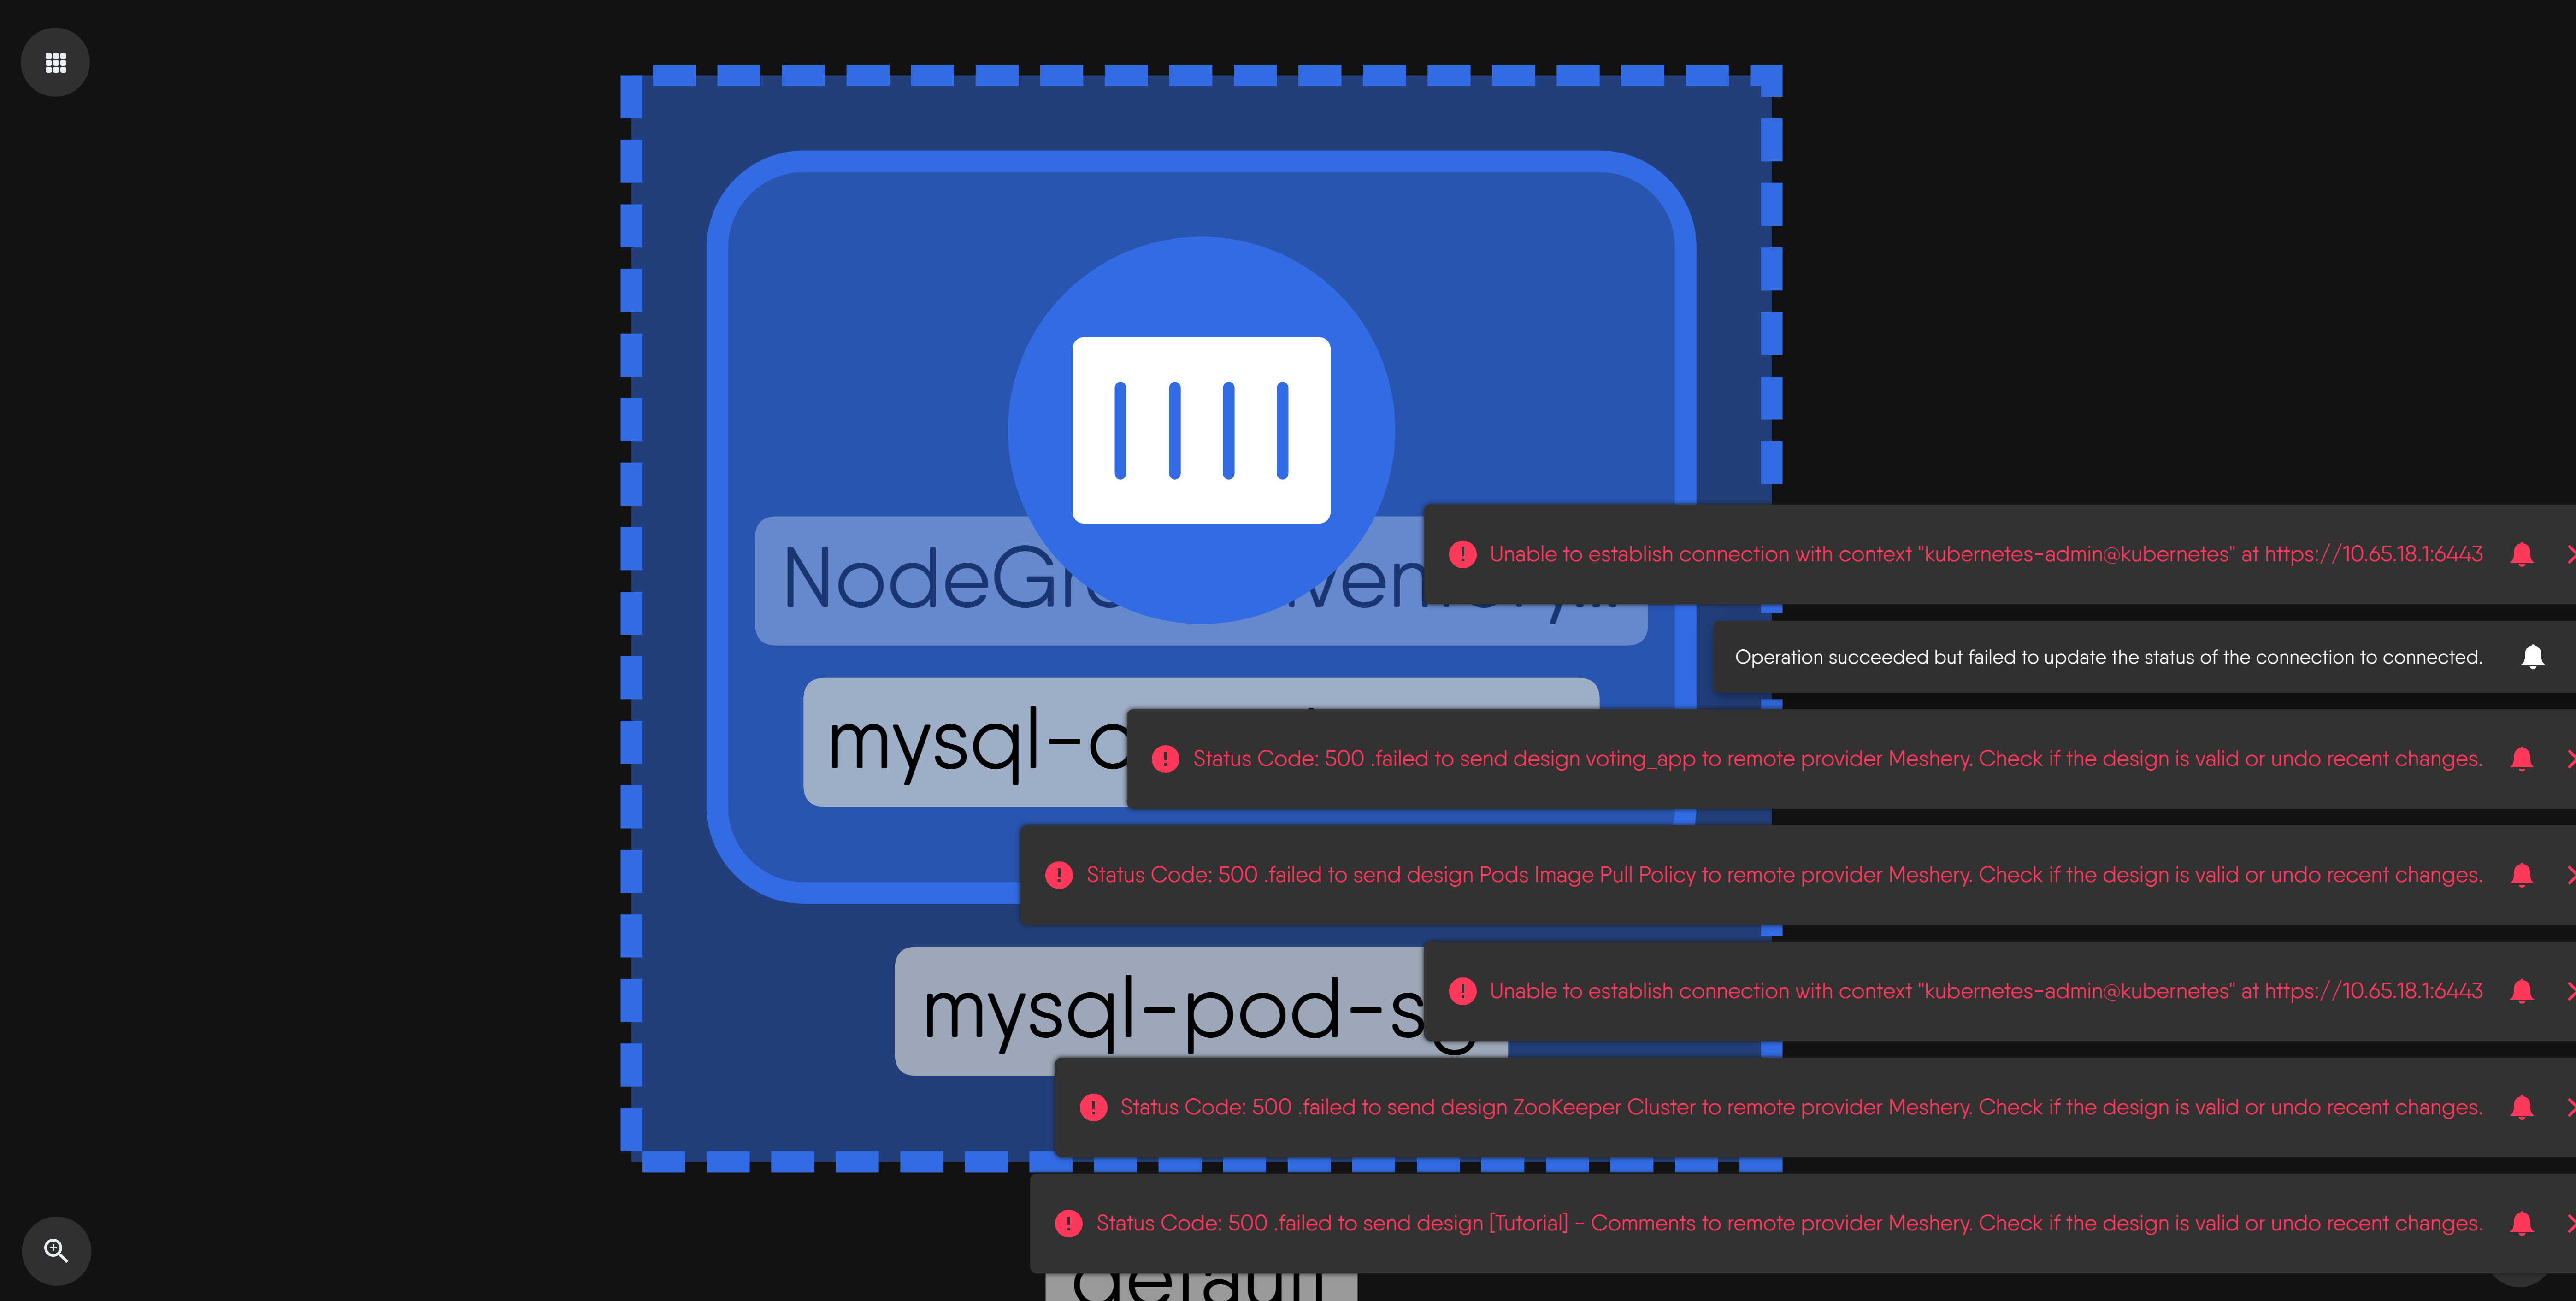 Unable to establish connection with context "kubernetes-admin@kubernetes" at https://10.65.18.1:6443
Operation succeeded but failed to update the status of the connection to connected.
mysql-
Status Code: 500 .failed to send design voting_app to remote provider Meshery. Check if the design is valid or undo recent changes.
Status Code: 500 .failed to send design Pods Image Pull Policy to remote provider Meshery. Check if the design is valid or undo recent changes.
mysql-pod-s
Unable to establish connection with context "kubernetes-admin@kubernetes" at https://10.65.18.1:6443
Status Code: 500 .failed to send design ZooKeeper Cluster to remote provider Meshery. Check if the design is valid or undo recent changes.
Status Code: 500 .failed to send design [Tutorial] - Comments to remote provider Meshery. Check if the design is valid or undo recent changes.
default